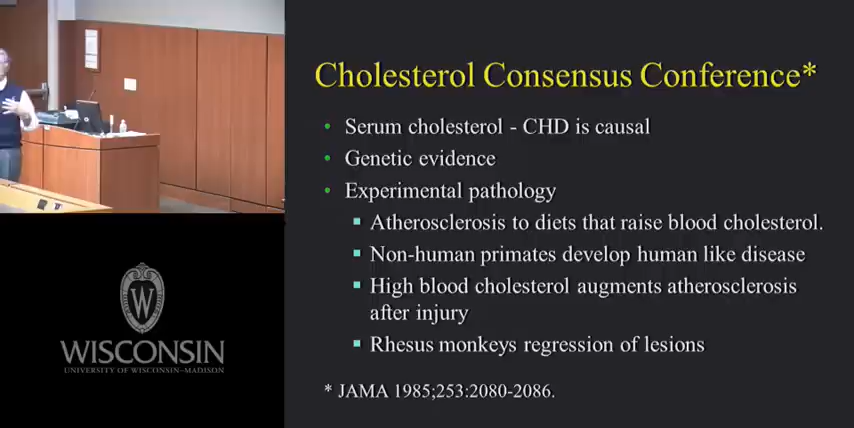 Cholesterol Consensus Conference*
• Serum cholesterol - CHD is causal
• Genetic evidence
• Experimental pathology
▪ Atherosclerosis to diets that raise blood cholesterol.
▪ Non-human primates develop human like disease
▪ High blood cholesterol augments atherosclerosis
after injury
▪ Rhesus monkeys regression of lesions
* JAMA 1985;253:2080-2086.
W
WISCONSIN
UNIVERSITY OF WISCONSIN–MADISON